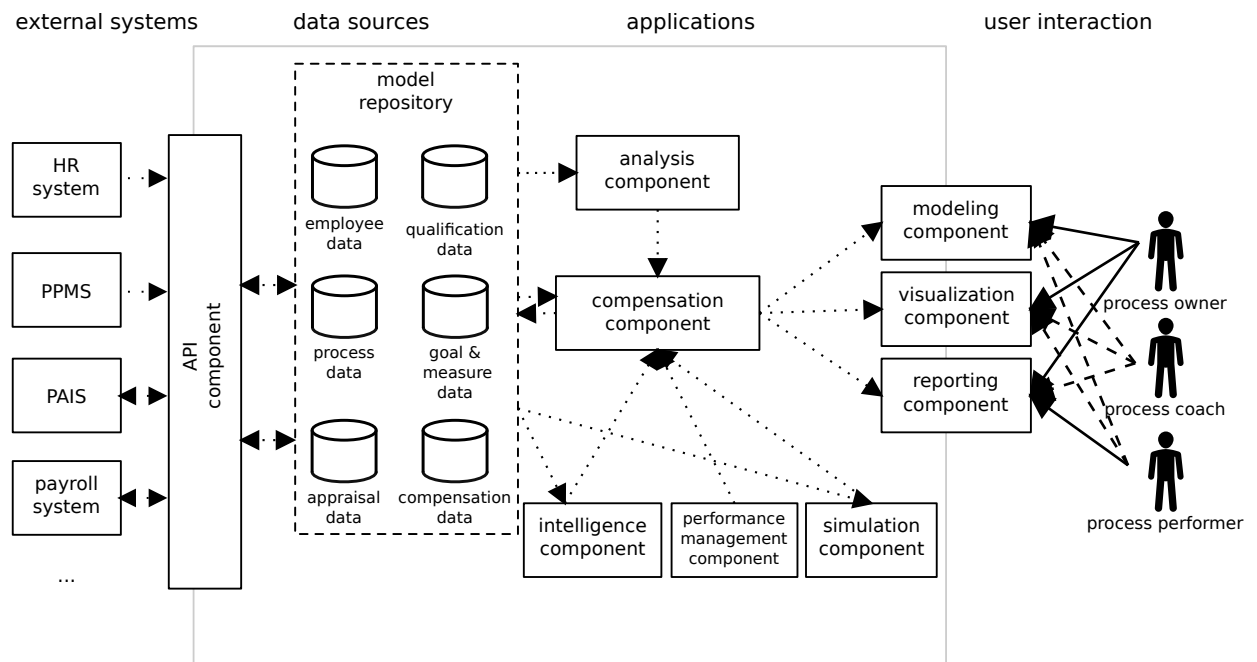 external systems
data sources
applications
user interaction
model
repository
HR
system
PPMS
PAIS
payroll
system
...
API
component
employee
data
qualification
data
process
data
goal &
measure
data
appraisal
data
compensation
data
analysis
component
compensation
component
intelligence
component
performance
management
component
simulation
component
modeling
component
visualization
component
reporting
component
process owner
process coach
process performer